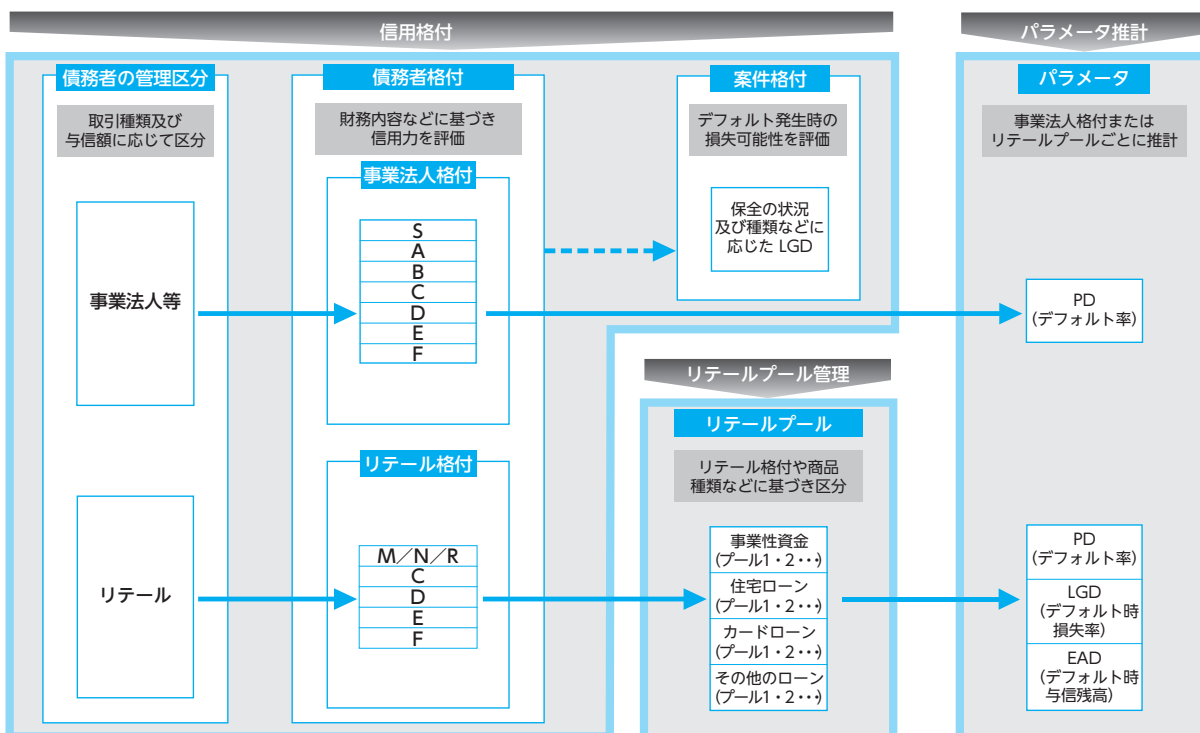 信用格付
パラメータ推計
債務者の管理区分
取引種類及び
与信額に応じて区分
事業法人等
リテール
債務者格付
財務内容などに基づき
信用力を評価
事業法人格付
S
A
B
C
D
E
F
リテール格付
M／N／R
C
D
E
F
案件格付
デフォルト発生時の
損失可能性を評価
保全の状況
及び種類などに
応じた LGD
リテールプール管理
リテールプール
リテール格付や商品
種類などに基づき区分
事業性資金
(プール1・2・・・)
住宅ローン
(プール1・2・・・)
カードローン
(プール1・2・・・)
その他のローン
(プール1・2・・・)
パラメータ
事業法人格付または
リテールプールごとに推計
PD
(デフォルト率)
PD
(デフォルト率)
LGD
(デフォルト時
損失率)
EAD
(デフォルト時
与信残高)